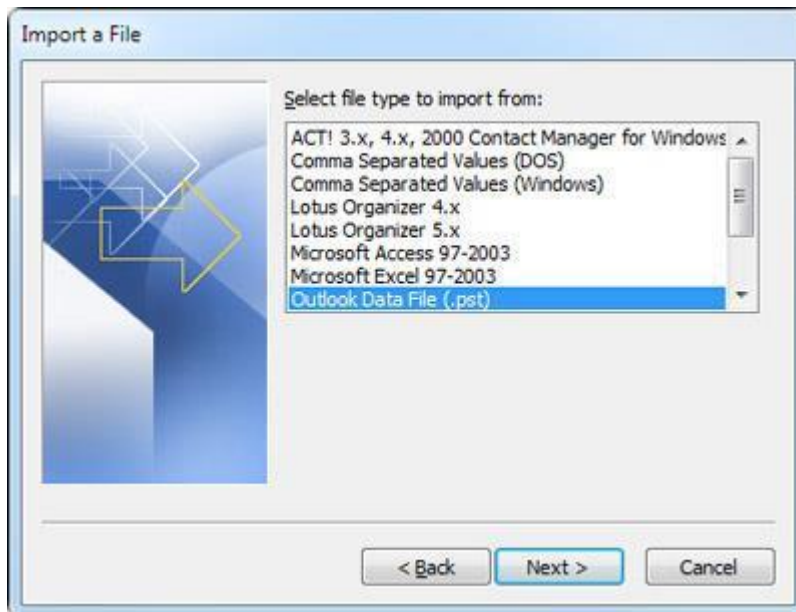 Import a File
Select file type to import from:
ACT! 3.x, 4.x, 2000 Contact Manager for Windows
Comma Separated Values (DOS)
Comma Separated Values (Windows)
Lotus Organizer 4.x
Lotus Organizer 5.x
Microsoft Access 97-2003
Microsoft Excel 97-2003
Outlook Data File (.pst)
< Back Next > Cancel